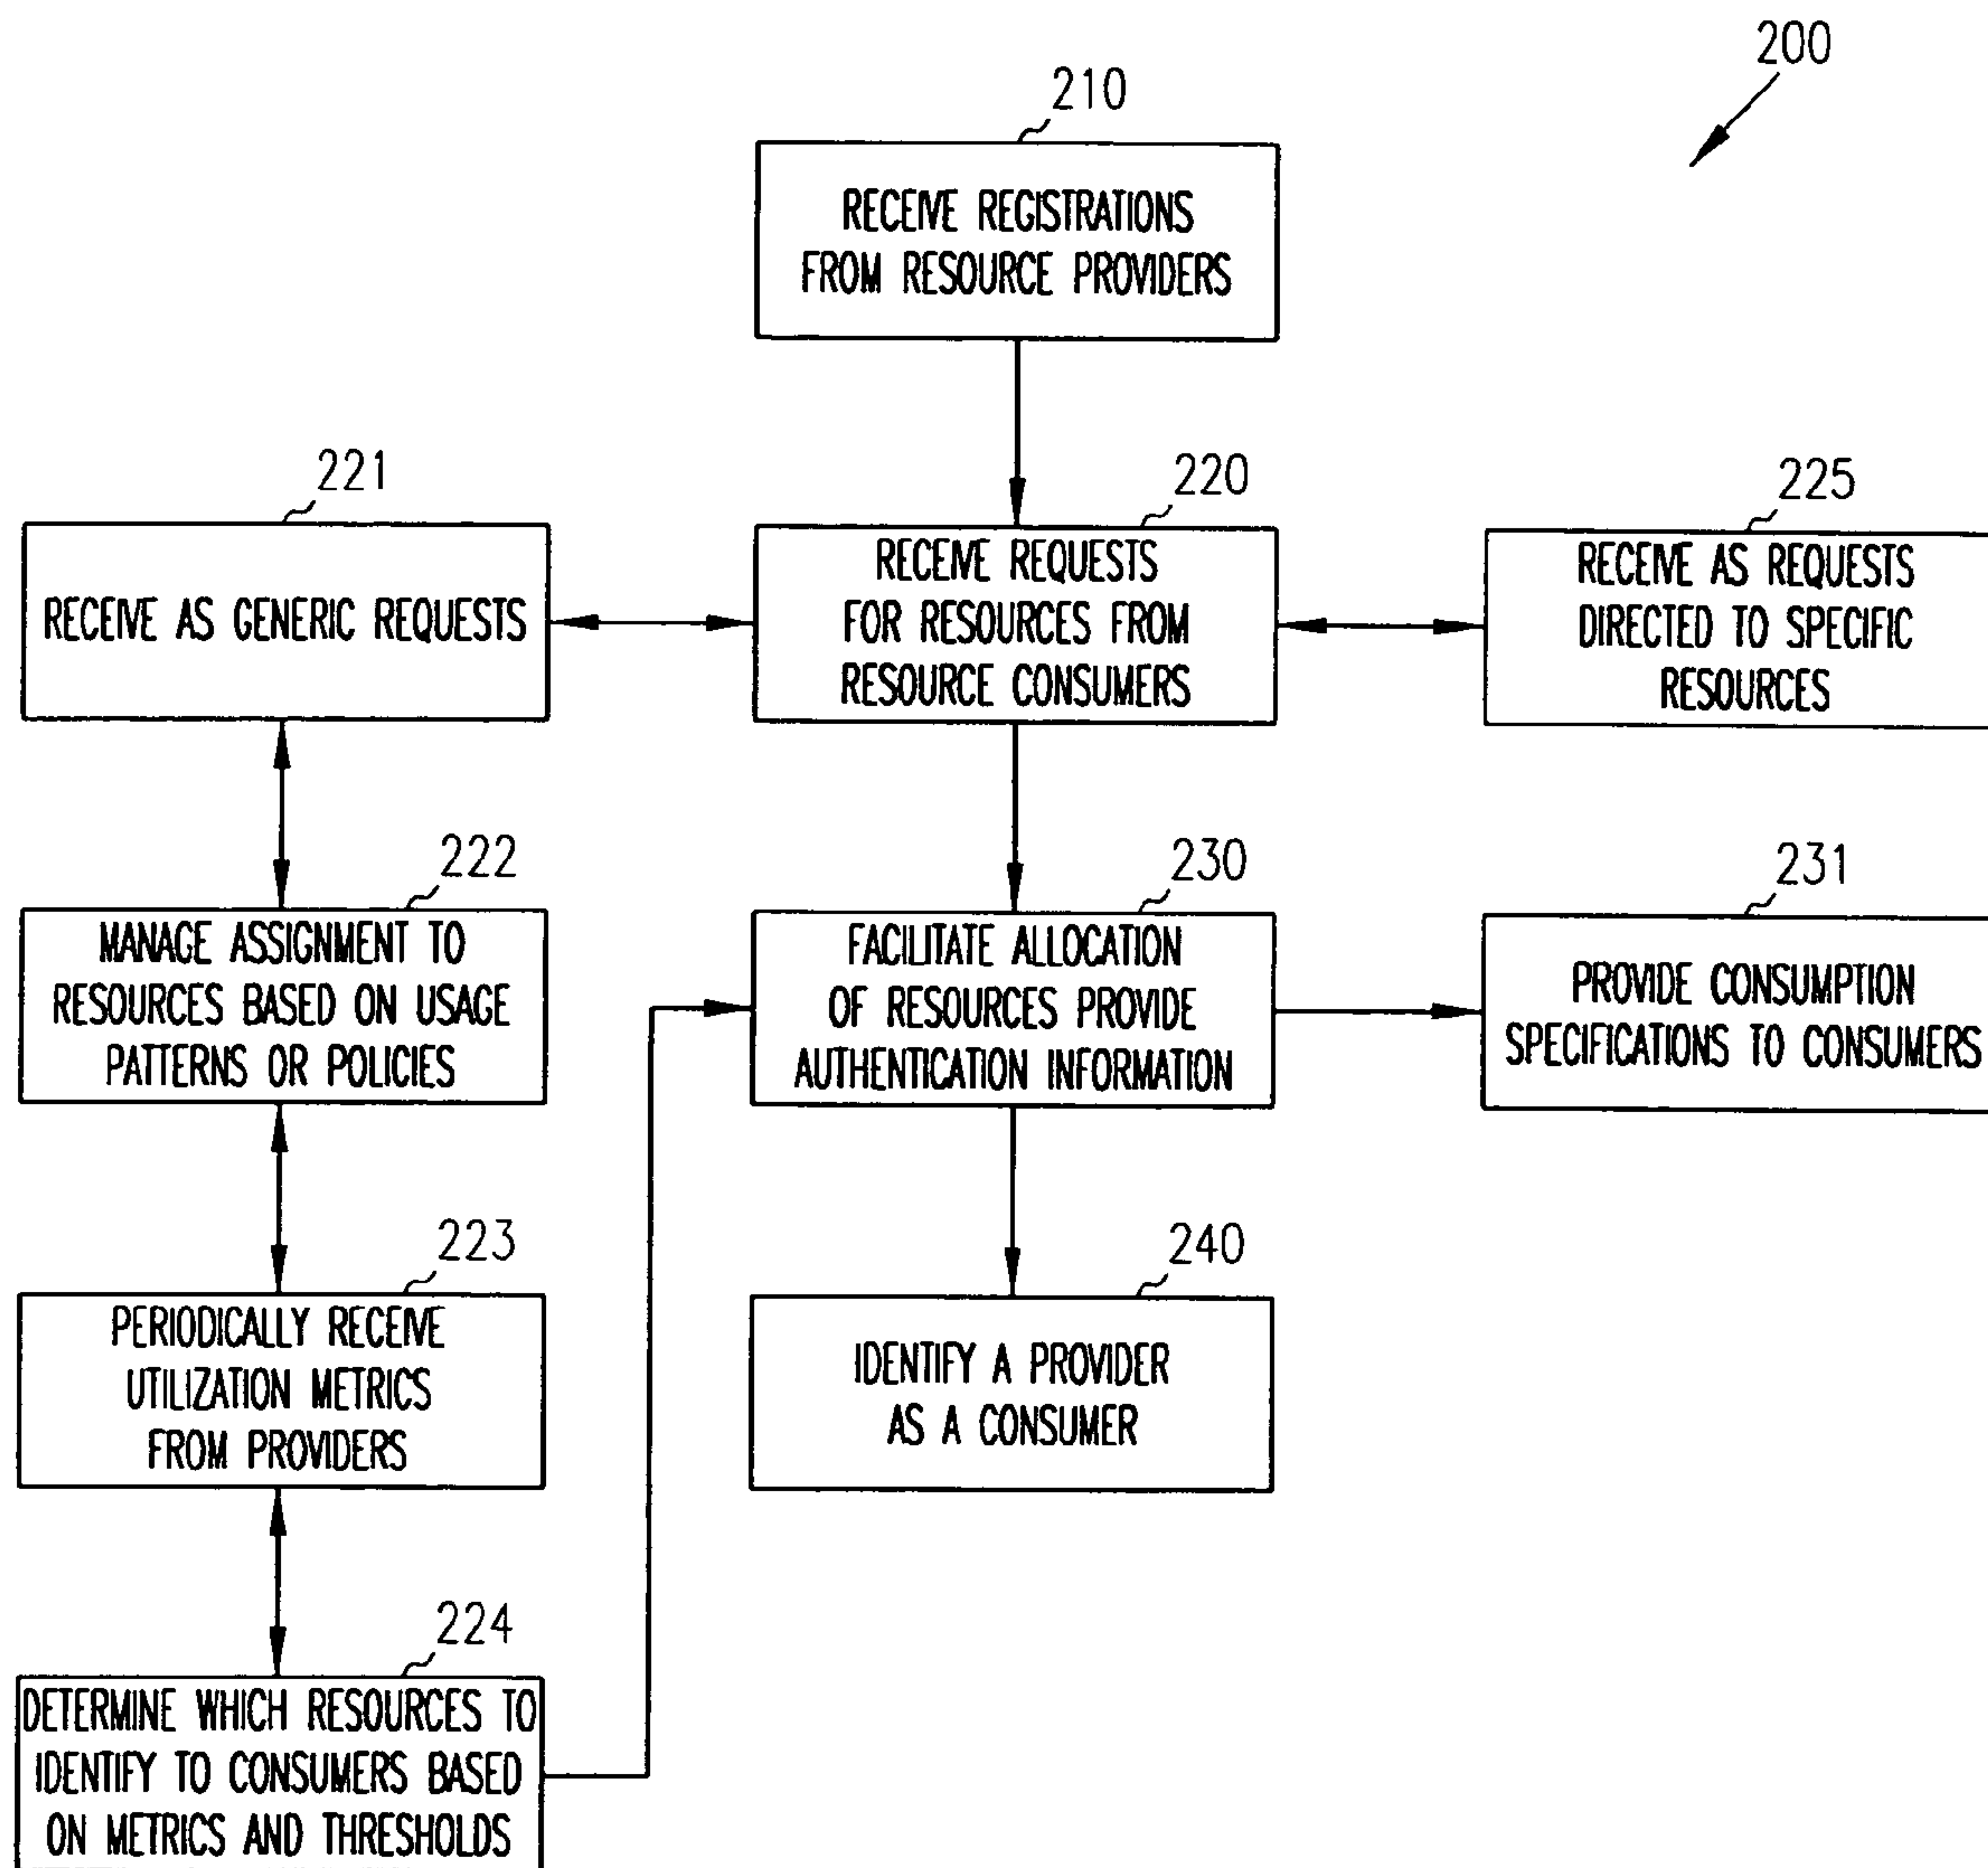 200
210
RECEIVE REGISTRATIONS
FROM RESOURCE PROVIDERS
221
RECEIVE AS GENERIC REQUESTS
220
RECEIVE REQUESTS
FOR RESOURCES FROM
RESOURCE CONSUMERS
225
RECEIVE AS REQUESTS
DIRECTED TO SPECIFIC
RESOURCES
222
MANAGE ASSIGNMENT TO
RESOURCES BASED ON USAGE
PATTERNS OR POLICIES
230
FACILITATE ALLOCATION
OF RESOURCES PROVIDE
AUTHENTICATION INFORMATION
231
PROVIDE CONSUMPTION
SPECIFICATIONS TO CONSUMERS
223
PERIODICALLY RECEIVE
UTILIZATION METRICS
FROM PROVIDERS
240
IDENTIFY A PROVIDER
AS A CONSUMER
224
DETERMINE WHICH RESOURCES TO
IDENTIFY TO CONSUMERS BASED
ON METRICS AND THRESHOLDS